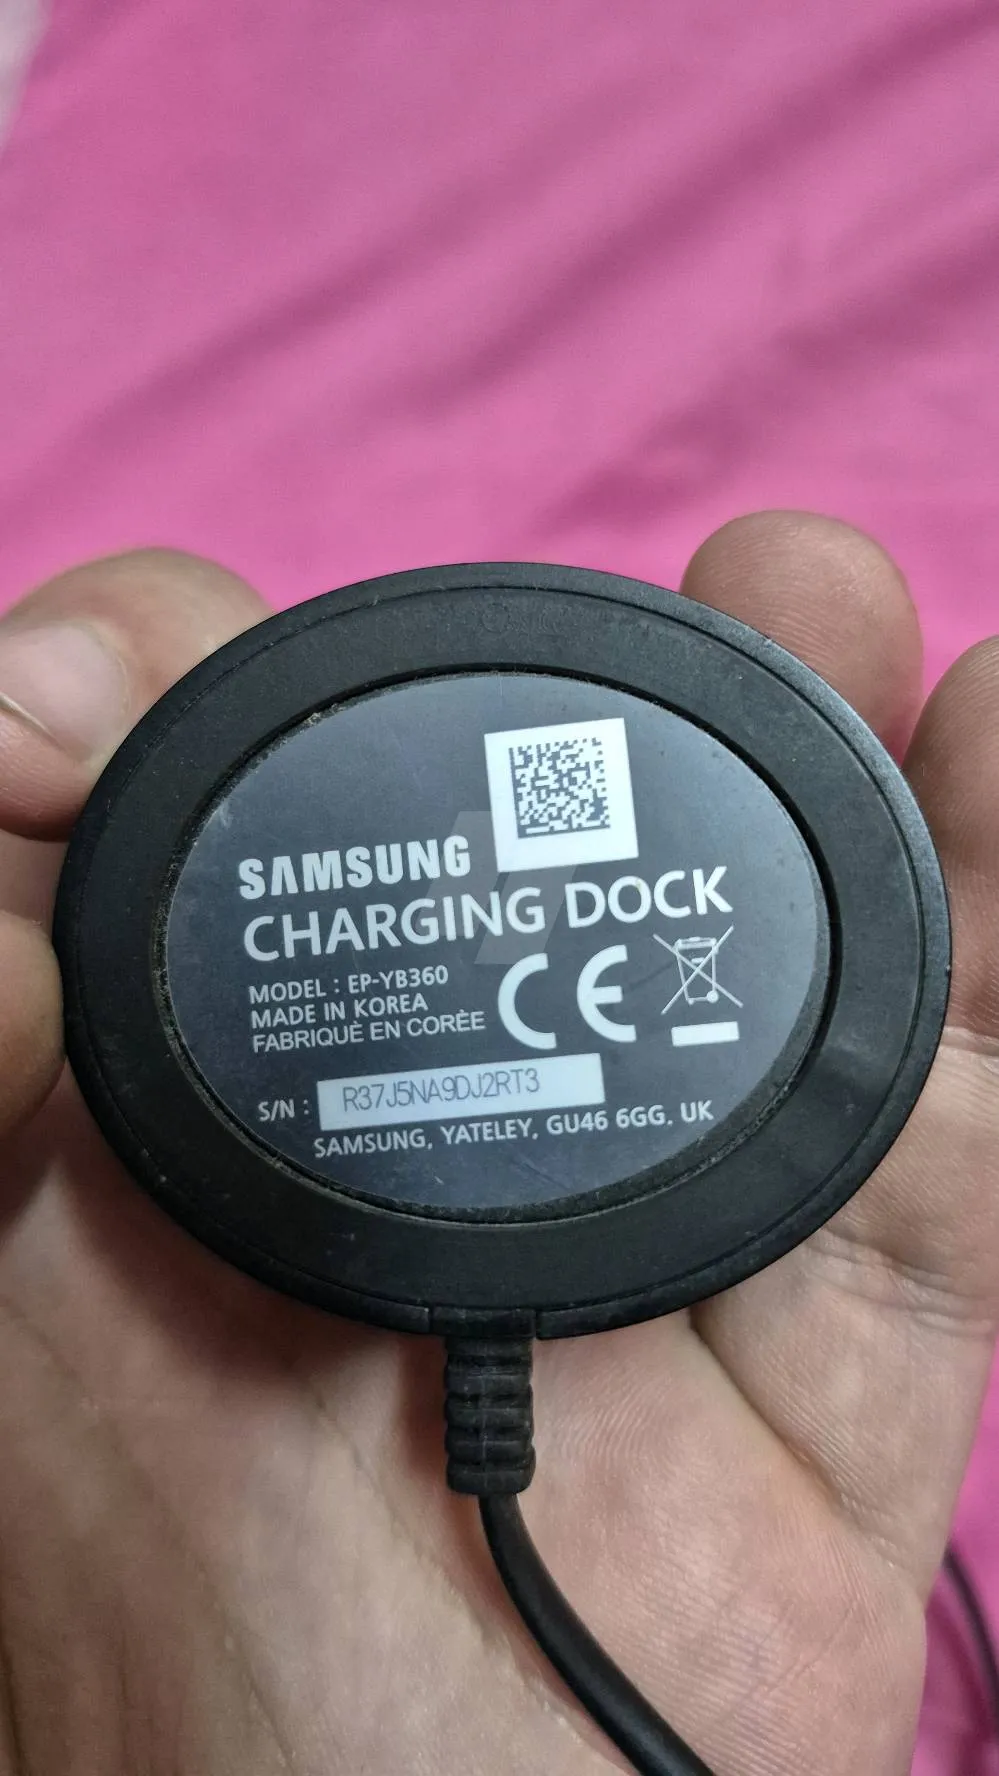 SAMSUNG
CHARGING DOCK
MODEL : EP-YB360
MADE IN KOREA
FABRIQUÈ EN CORÈE
CE
S/N : R37J5NA9DJ2RT3
SAMSUNG, YATELEY, GU46 6GG. UK